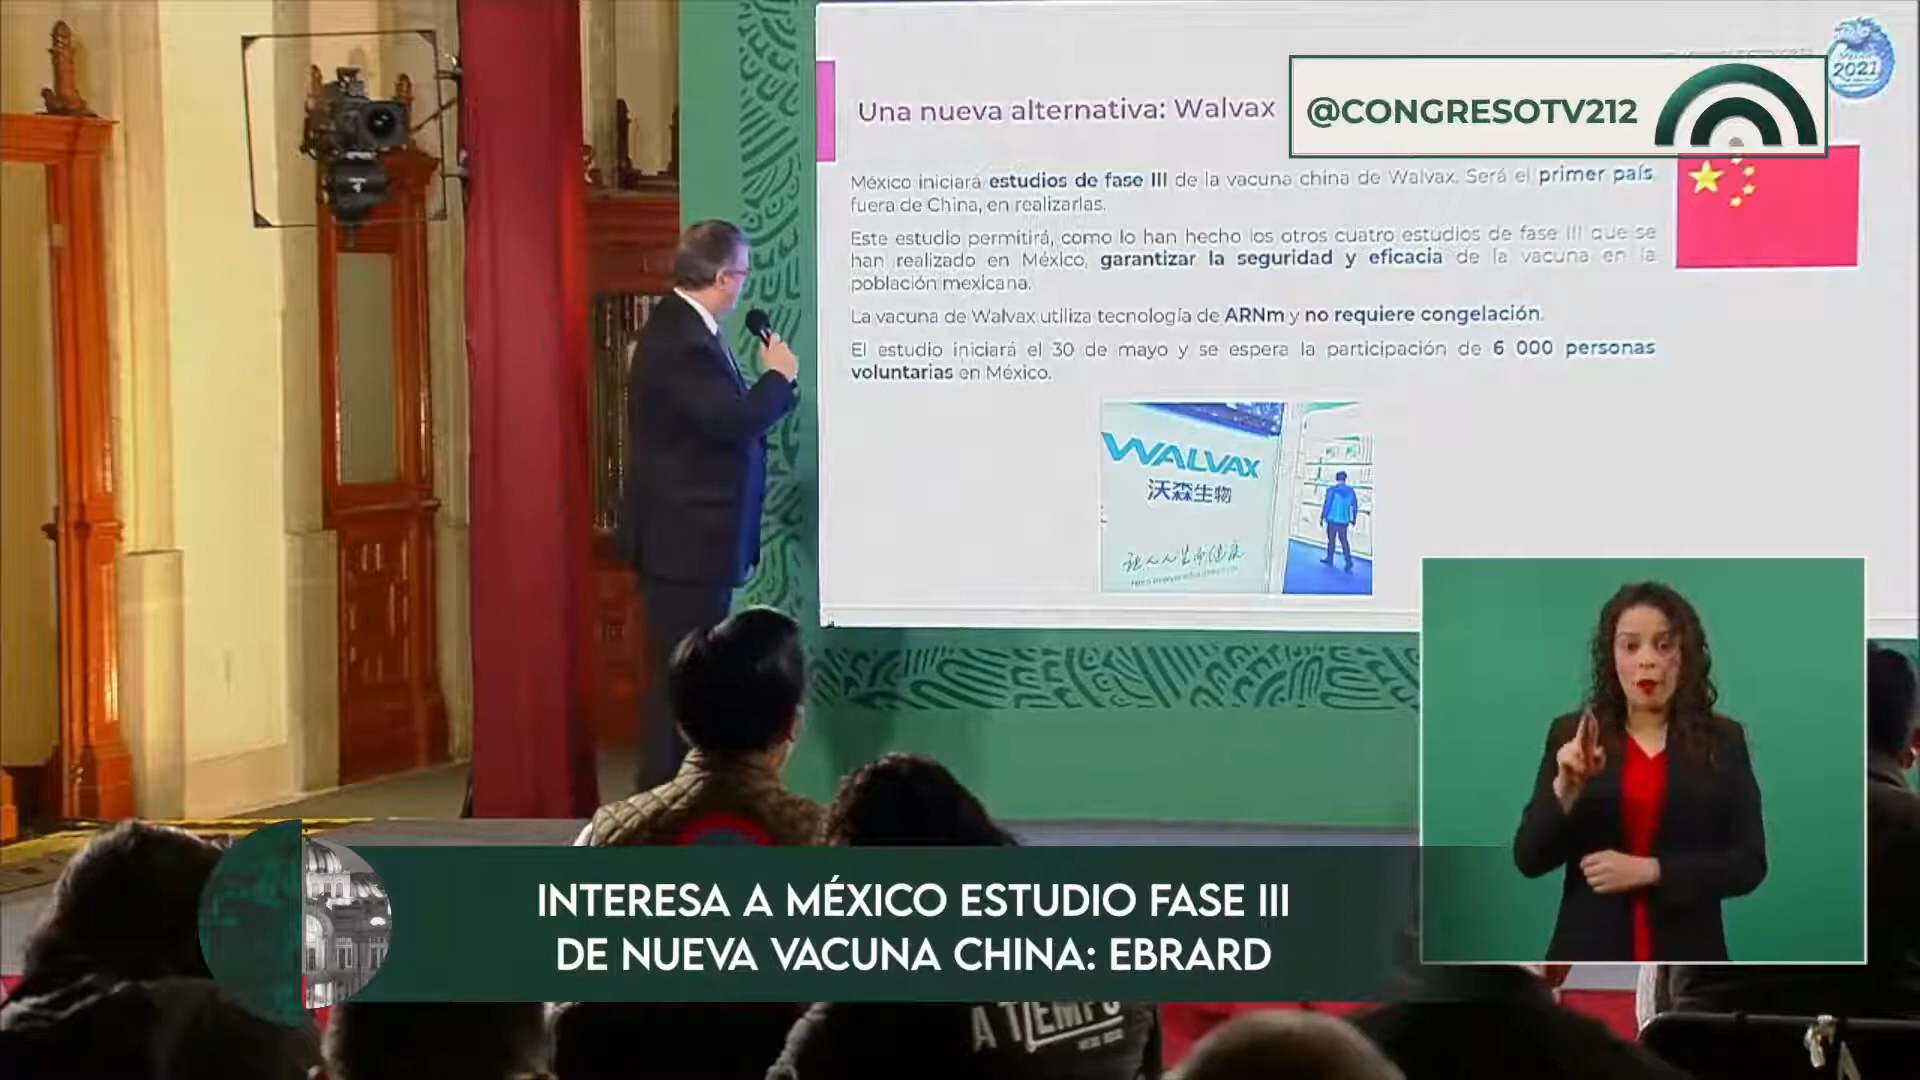 2021
@CONGRESOTV212
Una nueva alternativa: Walvax
México iniciará estudios de fase III de la vacuna china de Walvax. Será el primer país
fuera de China, en realizarlas.
Este estudio permitirá, como lo han hecho los otros cuatro estudios de fase III que se
han realizado en México, garantizar la seguridad y eficacia de la vacuna en la
población mexicana.
La vacuna de Walvax utiliza tecnología de ARNm y no requiere congelación.
El estudio iniciará el 30 de mayo y se espera la participación de 6 000 personas
voluntarias en México.
WALVAX
沃森生物
INTERESA A MÉXICO ESTUDIO FASE III
DE NUEVA VACUNA CHINA: EBRARD
A TIEMPO